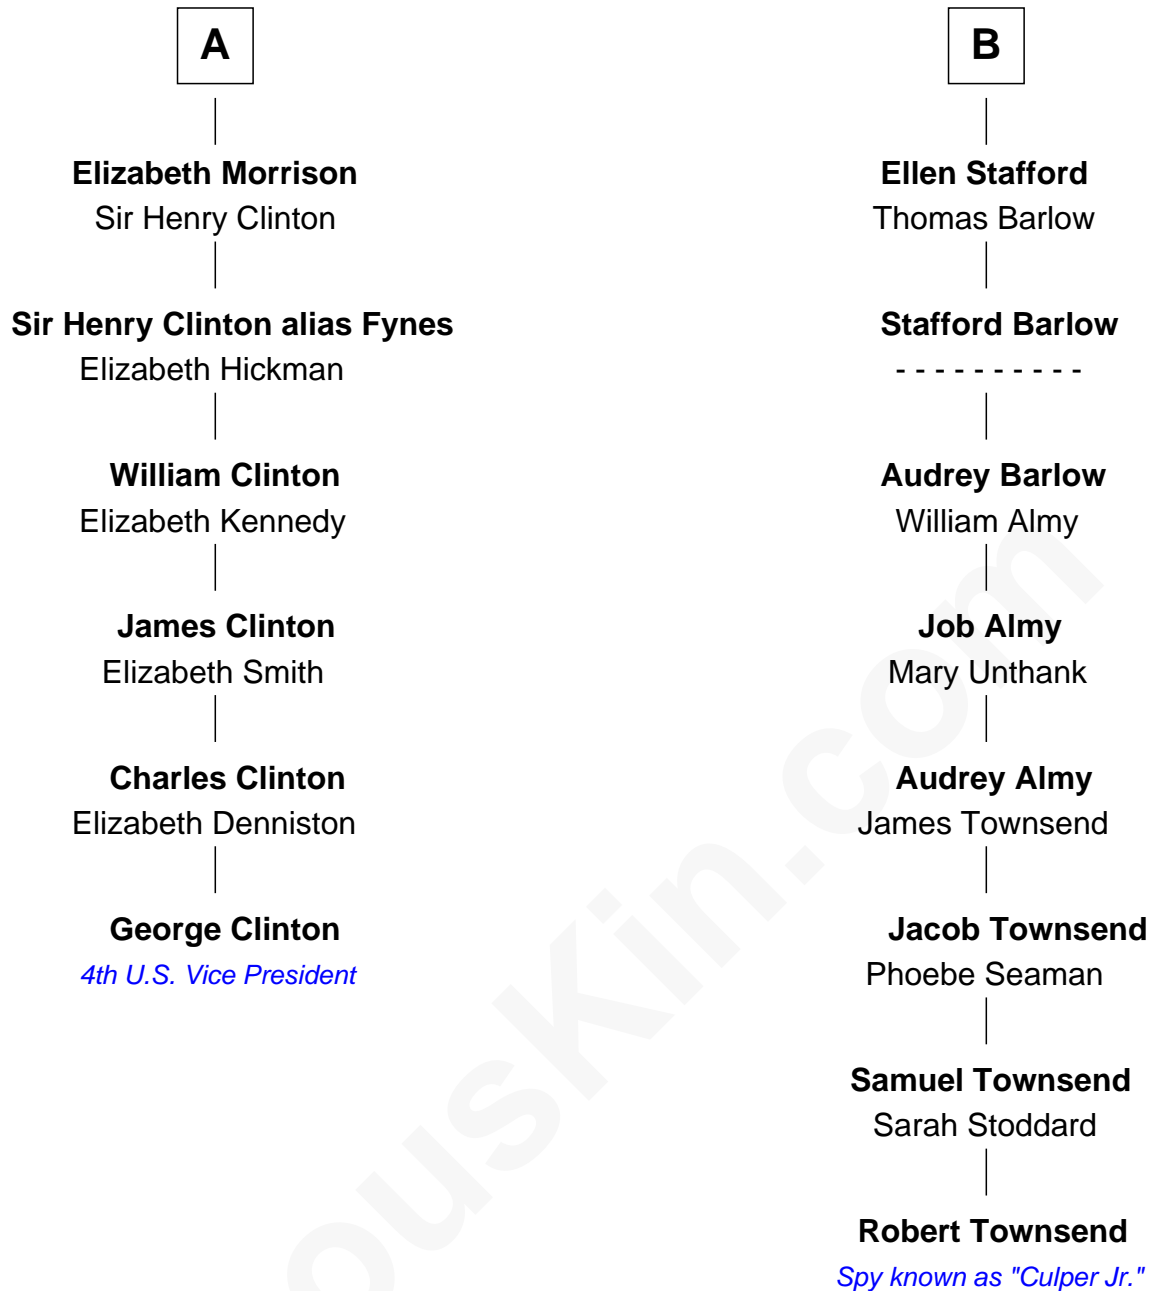 A
Elizabeth Morrison
Sir Henry Clinton
Sir Henry Clinton alias Fynes
Elizabeth Hickman
William Clinton
Elizabeth Kennedy
James Clinton
Elizabeth Smith
Charles Clinton
Elizabeth Denniston
George Clinton
4th U.S. Vice President
B
Ellen Stafford
Thomas Barlow
Stafford Barlow
- - - - - - - - - -
Audrey Barlow
William Almy
Job Almy
Mary Unthank
Audrey Almy
James Townsend
Jacob Townsend
Phoebe Seaman
Samuel Townsend
Sarah Stoddard
Robert Townsend
Spy known as "Culper Jr."
ousKin.com